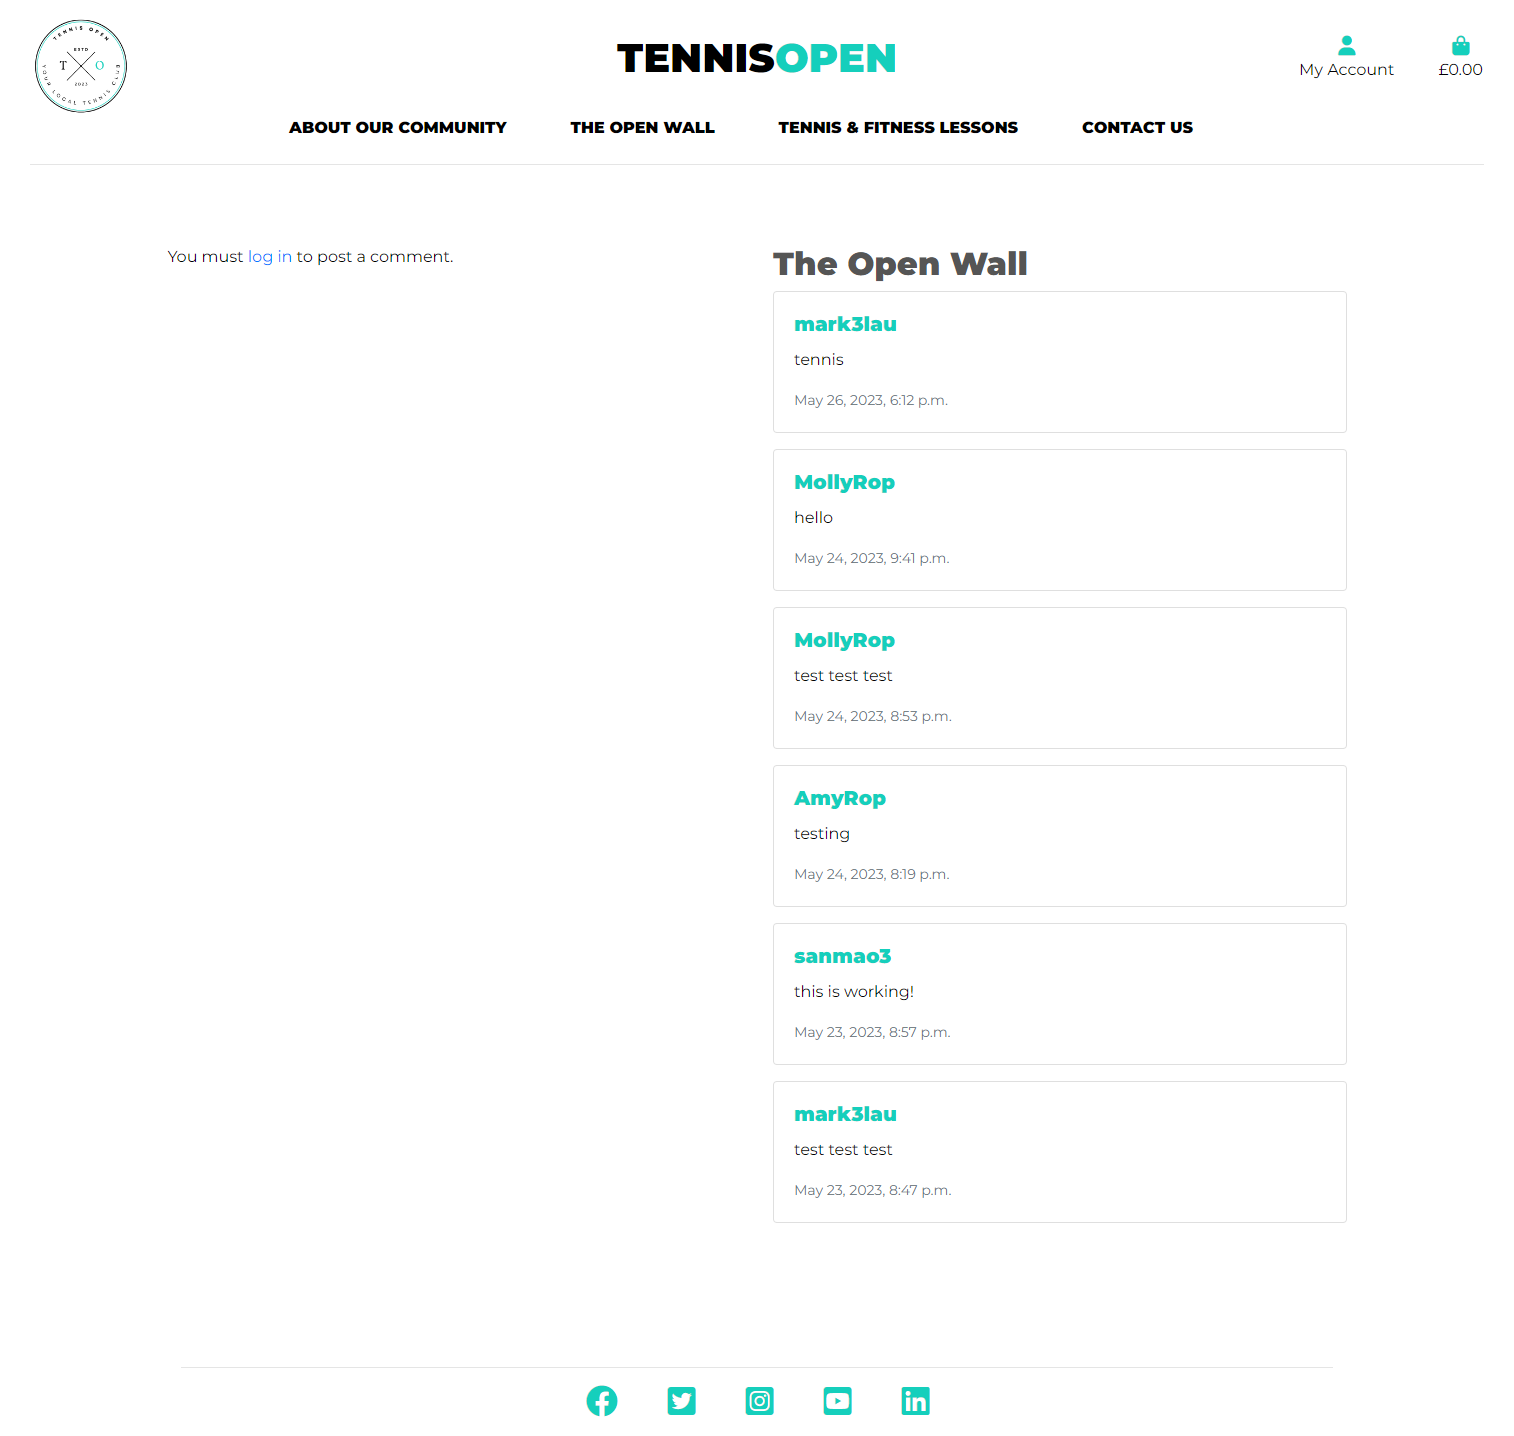 TENNIS OPEN
ESTD
T O
2023
YOUR LOCAL TENNIS CLUB
TENNISOPEN
My Account
£0.00
ABOUT OUR COMMUNITY
THE OPEN WALL
TENNIS & FITNESS LESSONS
CONTACT US
You must log in to post a comment.
The Open Wall
mark3lau
tennis
May 26, 2023, 6:12 p.m.
MollyRop
hello
May 24, 2023, 9:41 p.m.
MollyRop
test test test
May 24, 2023, 8:53 p.m.
AmyRop
testing
May 24, 2023, 8:19 p.m.
sanmao3
this is working!
May 23, 2023, 8:57 p.m.
mark3lau
test test test
May 23, 2023, 8:47 p.m.